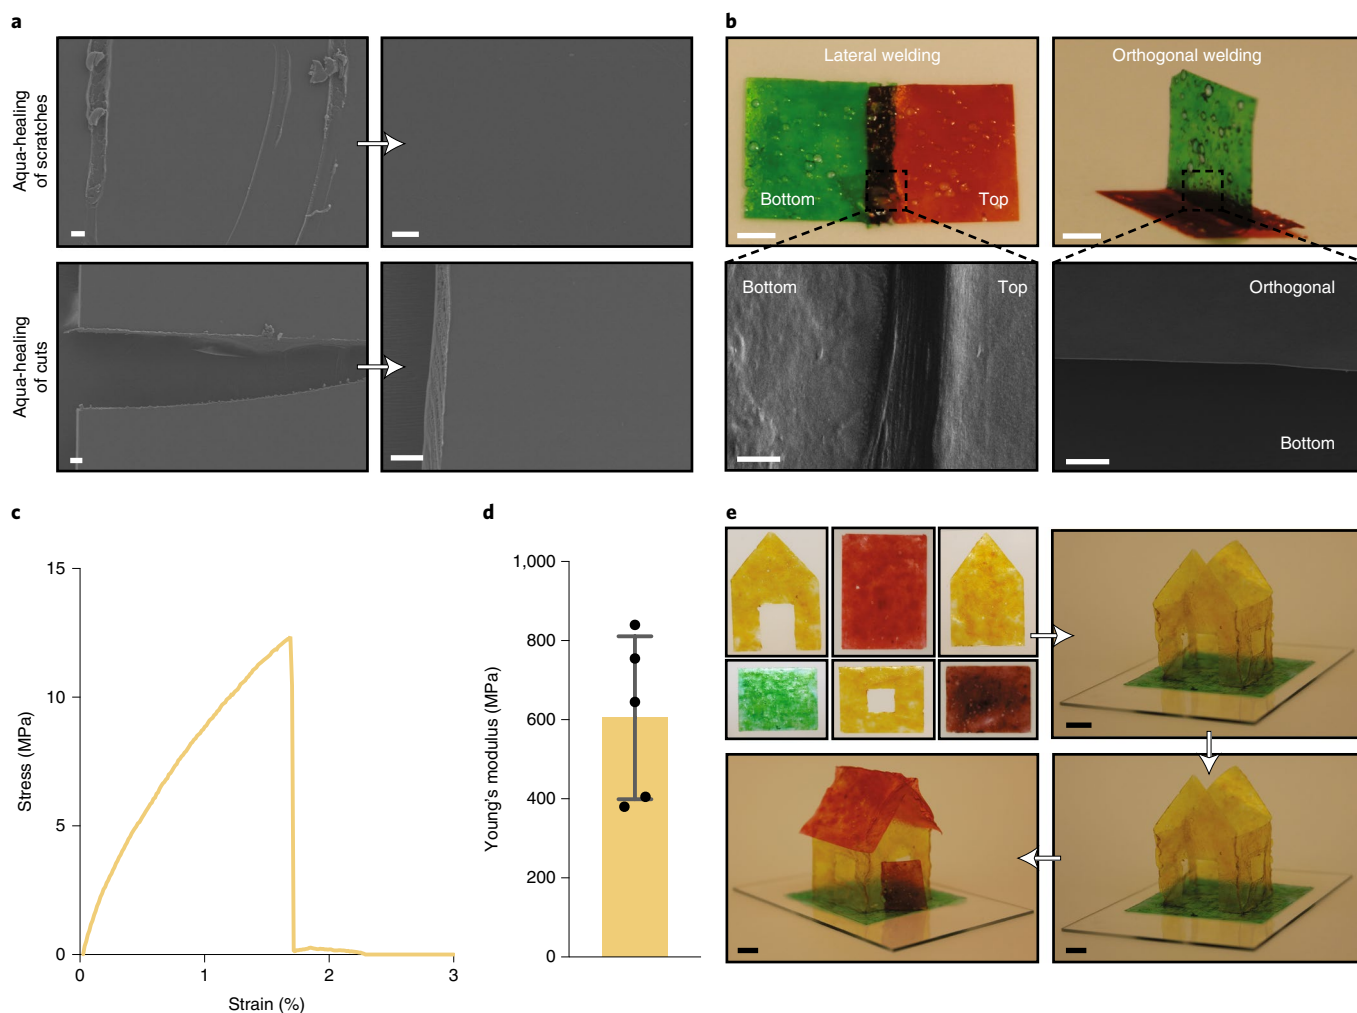 a
Aqua-healing
of scratches
Aqua-healing
of cuts
b
Lateral welding
Bottom
Top
Orthogonal welding
Bottom
Top
Orthogonal
Bottom
c
15
10
5
0
0
1
2
3
Stress (MPa)
Strain (%)
d
1,000
800
600
400
200
0
Young's modulus (MPa)
e